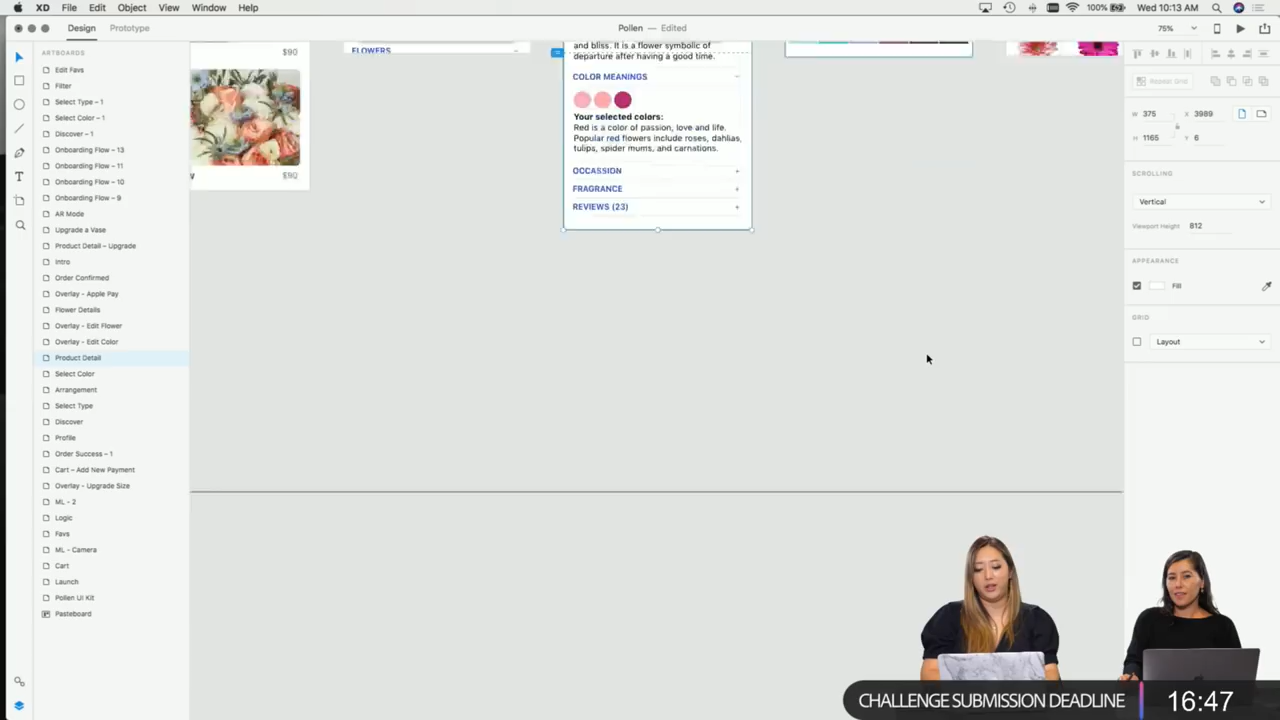 XD File Edit Object View Window Help
100% Wed 10:13 AM
Design Prototype
Pollen — Edited
75%
ARTBOARDS
Edit Favs
Filter
Select Type – 1
Select Color – 1
Discover – 1
Onboarding Flow – 13
Onboarding Flow – 11
Onboarding Flow – 10
Onboarding Flow – 9
AR Mode
Upgrade a Vase
Product Detail – Upgrade
Intro
Order Confirmed
Overlay - Apple Pay
Flower Details
Overlay - Edit Flower
Overlay - Edit Color
Product Detail
Select Color
Arrangement
Select Type
Discover
Profile
Order Success – 1
Cart – Add New Payment
Overlay - Upgrade Size
ML - 2
Logic
Favs
ML - Camera
Cart
Launch
Pollen UI Kit
Pasteboard
$90
$90
FLOWERS
and bliss. It is a flower symbolic of
departure after having a good time.
COLOR MEANINGS
Your selected colors:
Red is a color of passion, love and life.
Popular red flowers include roses, dahlias,
tulips, spider mums, and carnations.
OCCASSION +
FRAGRANCE +
REVIEWS (23) +
Repeat Grid
W 375 X 3989
H 1165 Y 6
SCROLLING
Vertical
Viewport Height 812
APPEARANCE
Fill
GRID
Layout
CHALLENGE SUBMISSION DEADLINE 16:47